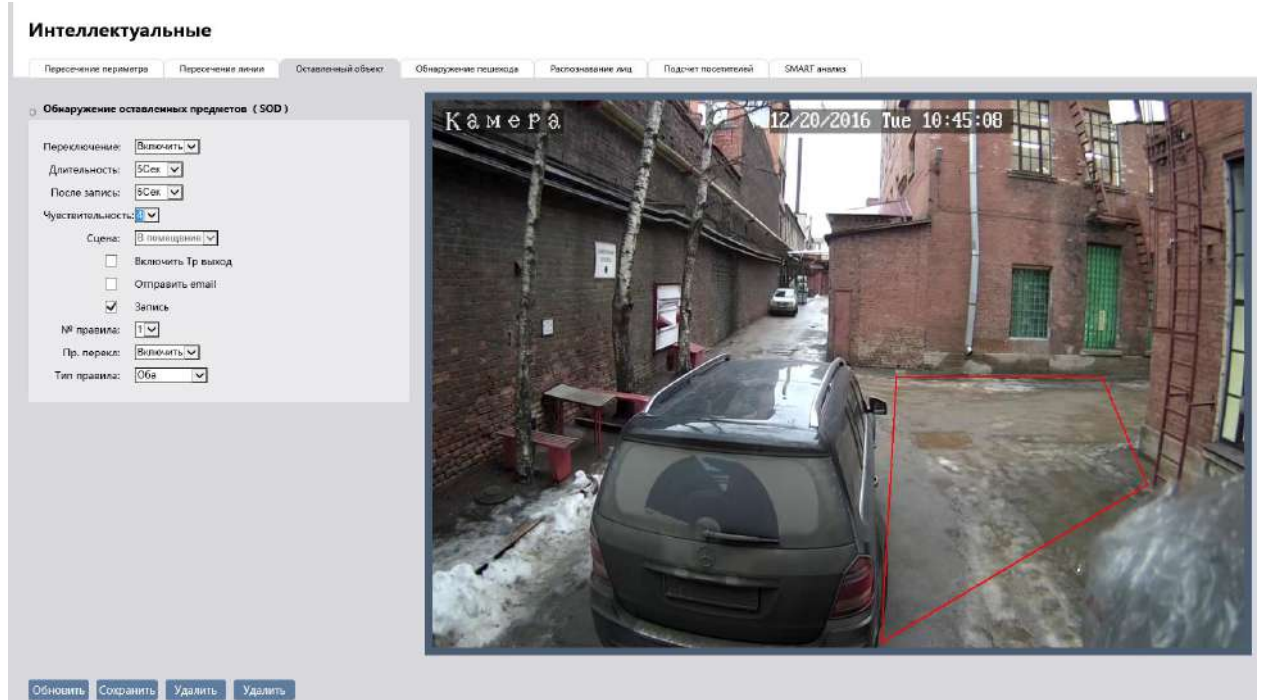 Интеллектуальные
Пересечение периметра Пересечение линии Оставленный объект Обнаружение пешехода Распознавание лиц Подсчет посетителей SMART анализ
Обнаружение оставленных предметов ( SOD )
Камера 12/20/2016 Tue 10:45:08
Переключение: Включить
Длительность: 5Сек
После запись: 5Сек
Чувствительность: 4
Сцена: В помещение
Включить Тр выход
Отправить email
Запись
№ правила: 1
Пр. перекл: Включить
Тип правила: Оба
Обновить Сохранить Удалить Удалить